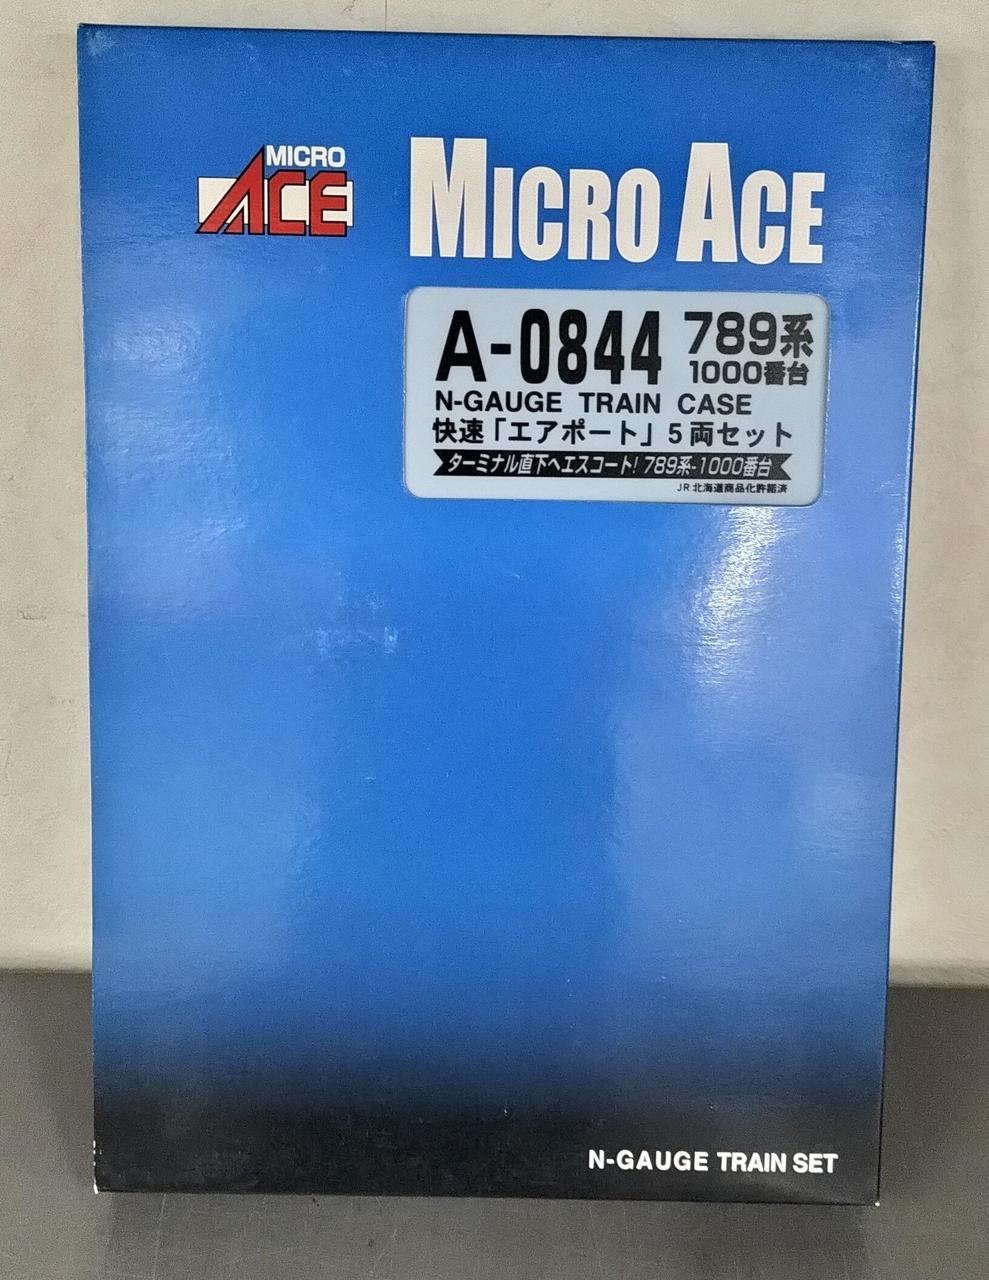 MICRO
ACE
MICRO ACE
A-0844 789系
1000番台
N-GAUGE TRAIN CASE
快速「エアポート」5両セット
ターミナル直下へエスコート! 789系-1000番台
JR北海道商品化許諾済
N-GAUGE TRAIN SET